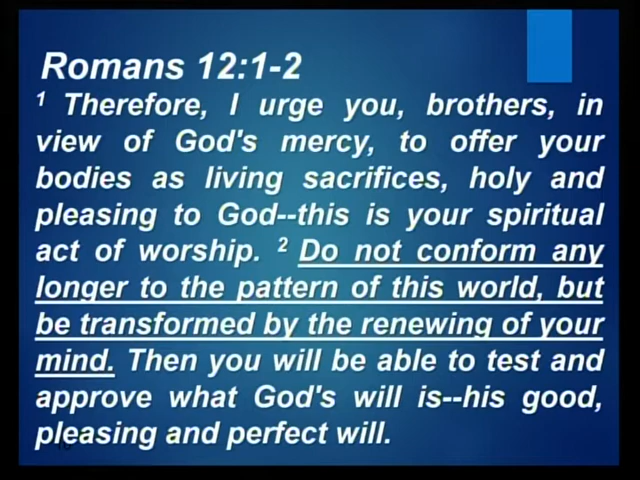 Romans 12:1-2
1 Therefore, I urge you, brothers, in
view of God's mercy, to offer your
bodies as living sacrifices, holy and
pleasing to God--this is your spiritual
act of worship. 2 Do not conform any
longer to the pattern of this world, but
be transformed by the renewing of your
mind. Then you will be able to test and
approve what God's will is--his good,
pleasing and perfect will.